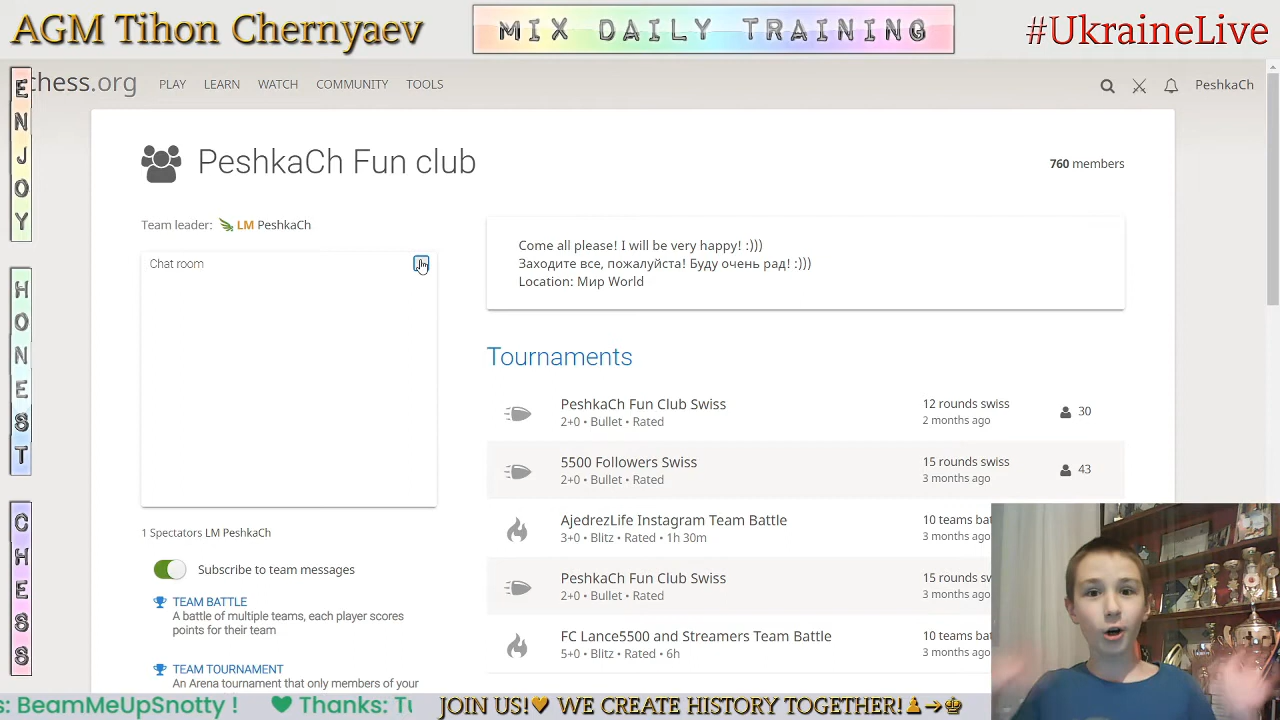 AGM Tihon Chernyaev
MIX DAILY TRAINING
#UkraineLive
ENJOY
HONEST
CHESS
chess.org
PLAY LEARN WATCH COMMUNITY TOOLS
PeshkaCh
PeshkaCh Fun club
760 members
Team leader: LM PeshkaCh
Chat room
Come all please! I will be very happy! :)))
Заходите все, пожалуйста! Буду очень рад! :)))
Location: Мир World
Tournaments
PeshkaCh Fun Club Swiss
2+0 • Bullet • Rated
12 rounds swiss
2 months ago
30
5500 Followers Swiss
2+0 • Bullet • Rated
15 rounds swiss
3 months ago
43
AjedrezLife Instagram Team Battle
3+0 • Blitz • Rated • 1h 30m
10 teams bat
3 months ago
PeshkaCh Fun Club Swiss
2+0 • Bullet • Rated
15 rounds sw
3 months ago
FC Lance5500 and Streamers Team Battle
5+0 • Blitz • Rated • 6h
10 teams bat
3 months ago
1 Spectators LM PeshkaCh
Subscribe to team messages
TEAM BATTLE
A battle of multiple teams, each player scores
points for their team
TEAM TOURNAMENT
An Arena tournament that only members of your
s: BeamMeUpSnotty ! 💚 Thanks: Tu
JOIN US!🧡 WE CREATE HISTORY TOGETHER!♟→♚